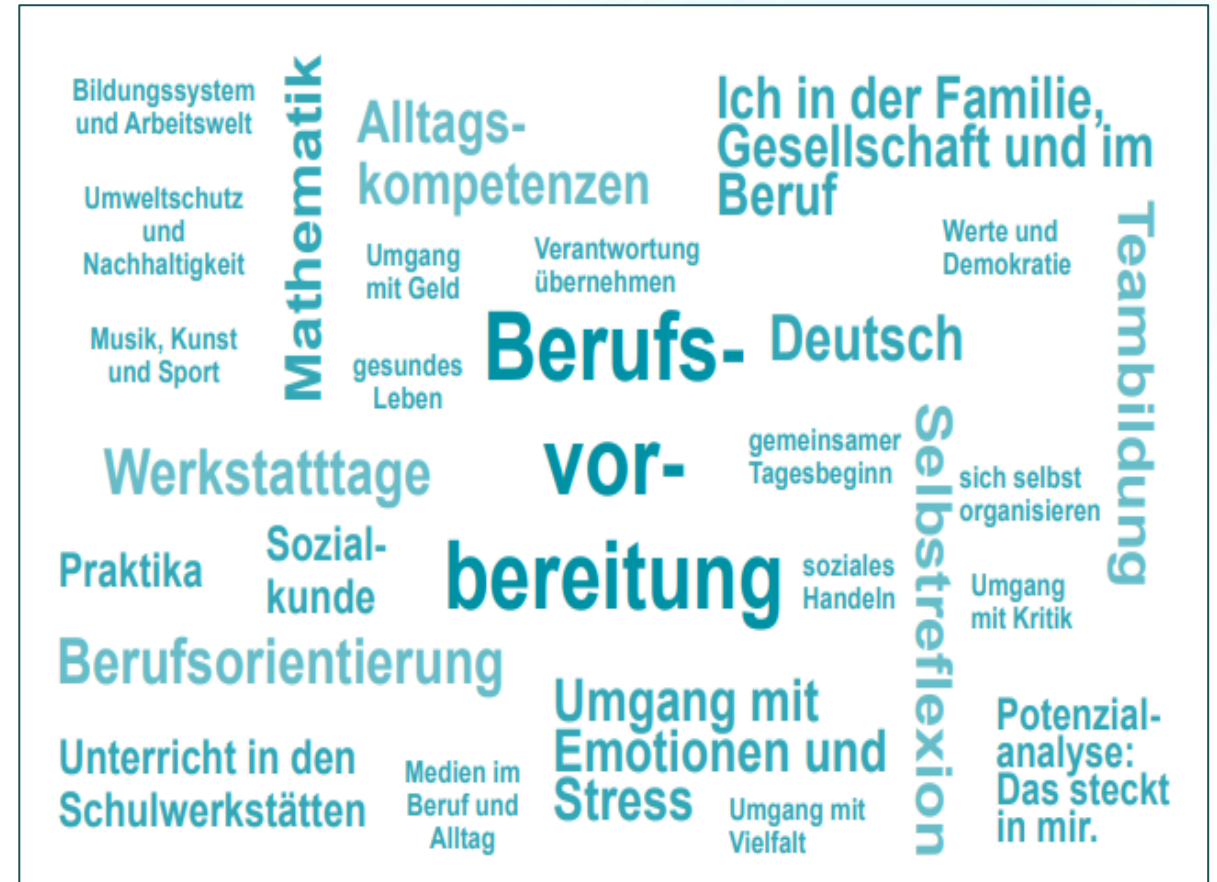 Bildungssystem
und Arbeitswelt
Mathematik
Alltags-
kompetenzen
Ich in der Familie,
Gesellschaft und im
Beruf
Umweltschutz
und
Nachhaltigkeit
Umgang
mit Geld
Verantwortung
übernehmen
Werte und
Demokratie
Teambildung
Musik, Kunst
und Sport
gesundes
Leben
Berufs-
vor-
bereitung
Deutsch
Werkstatttage
gemeinsamer
Tagesbeginn
Selbstreflexion
sich selbst
organisieren
Praktika
Sozial-
kunde
soziales
Handeln
Umgang
mit Kritik
Berufsorientierung
Umgang mit
Emotionen und
Stress
Potenzial-
analyse:
Das steckt
in mir.
Unterricht in den
Schulwerkstätten
Medien im
Beruf und
Alltag
Umgang mit
Vielfalt